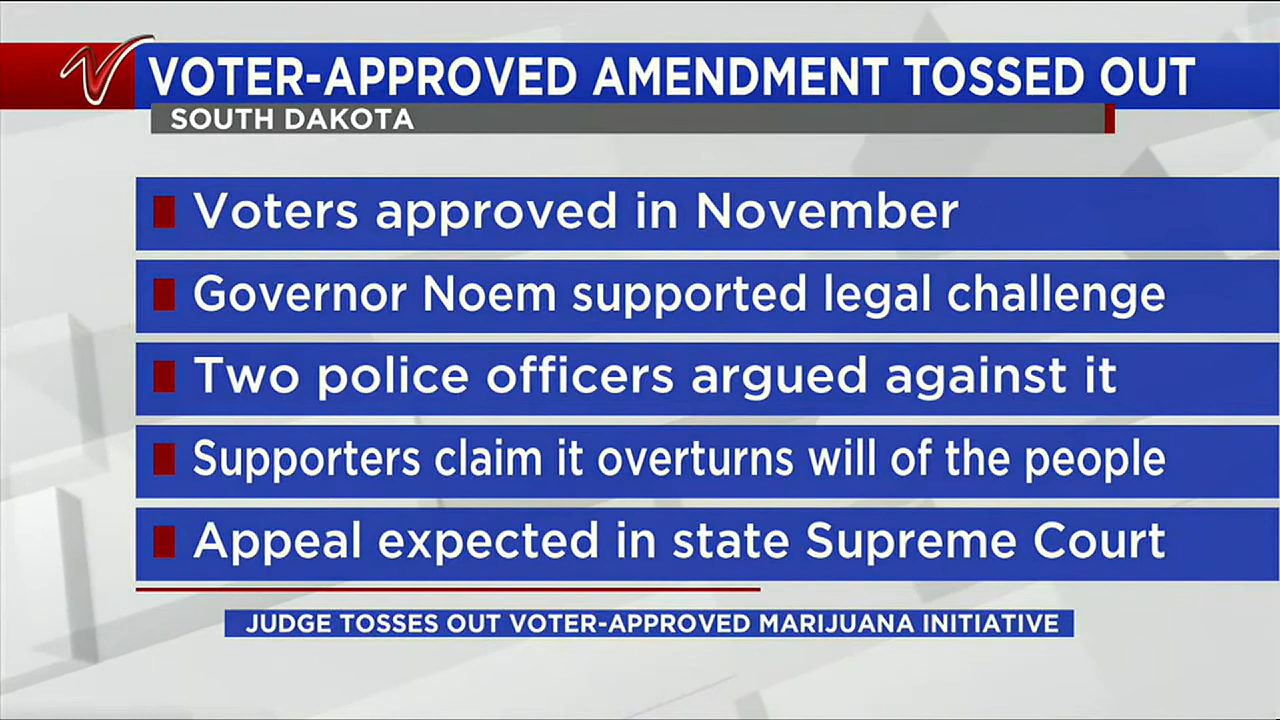 VOTER-APPROVED AMENDMENT TOSSED OUT
SOUTH DAKOTA
Voters approved in November
Governor Noem supported legal challenge
Two police officers argued against it
Supporters claim it overturns will of the people
Appeal expected in state Supreme Court
JUDGE TOSSES OUT VOTER-APPROVED MARIJUANA INITIATIVE